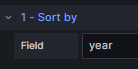 1 - Sort by
Field year